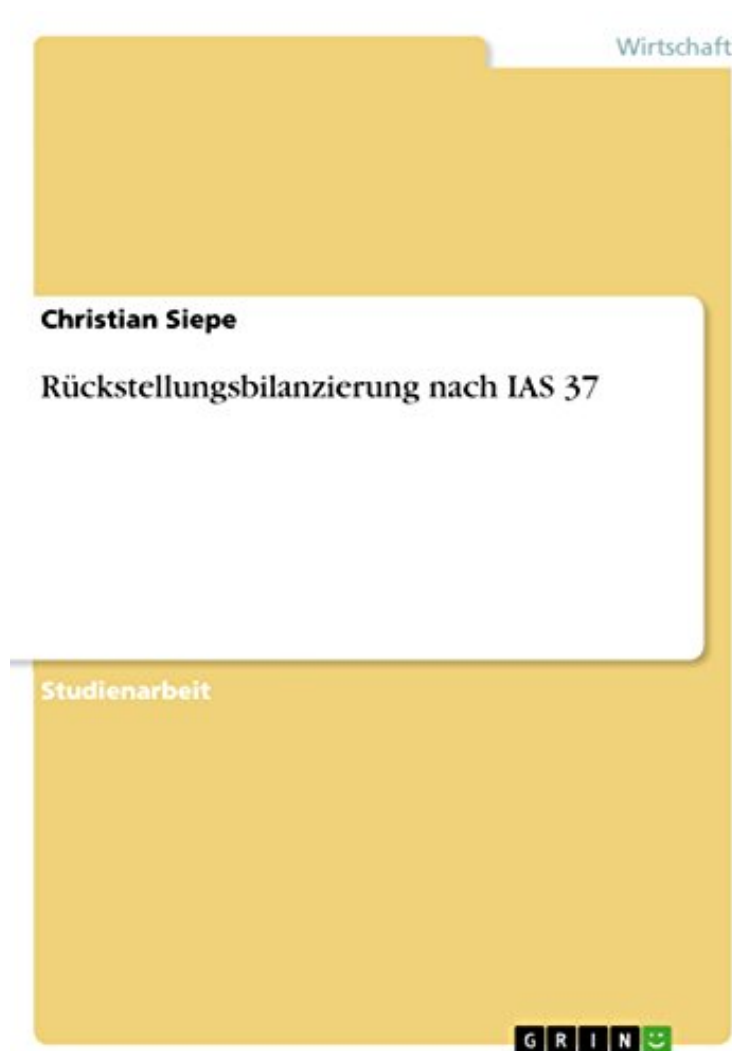 Wirtschaft
Christian Siepe
Rückstellungsbilanzierung nach IAS 37
Studienarbeit
GRIN